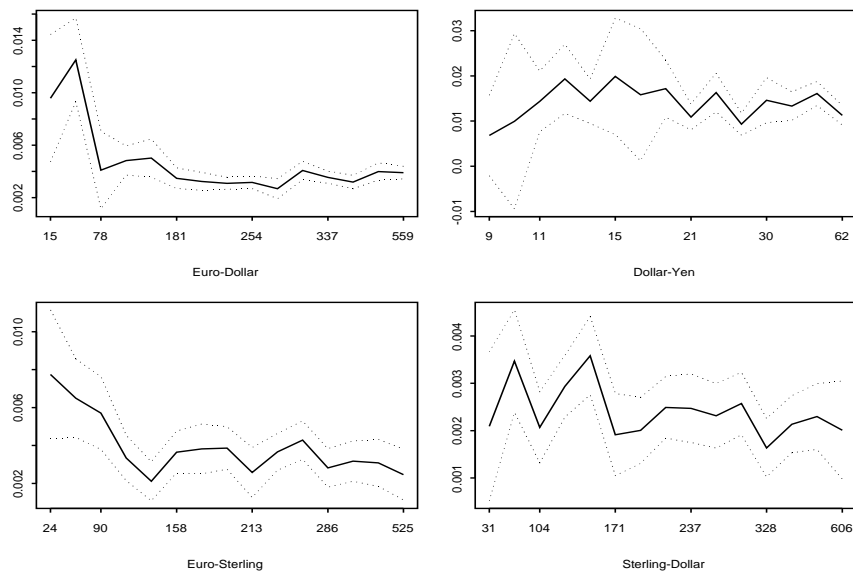 0.014
0.010
0.006
0.002
15 78 181 254 337 559
Euro-Dollar
0.03
0.02
0.01
0.0
-0.01
9 11 15 21 30 62
Dollar-Yen
0.010
0.006
0.002
24 90 158 213 286 525
Euro-Sterling
0.004
0.003
0.002
0.001
31 104 171 237 328 606
Sterling-Dollar